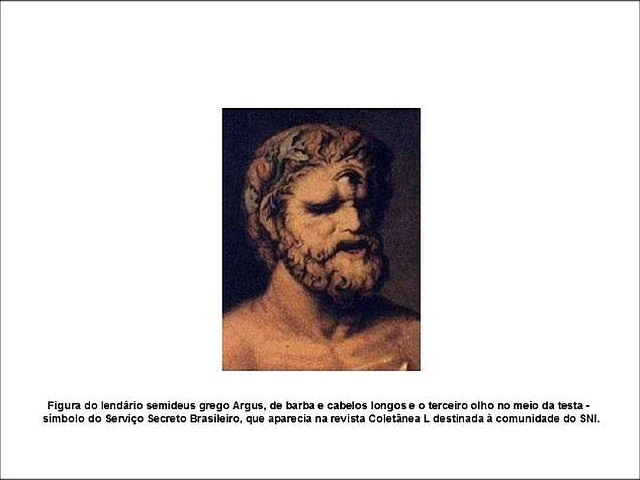 Figura do lendário semideus grego Argus, de barba e cabelos longos e o terceiro olho no meio da testa -
símbolo do Serviço Secreto Brasileiro, que aparecia na revista Coletânea L destinada à comunidade do SNI.